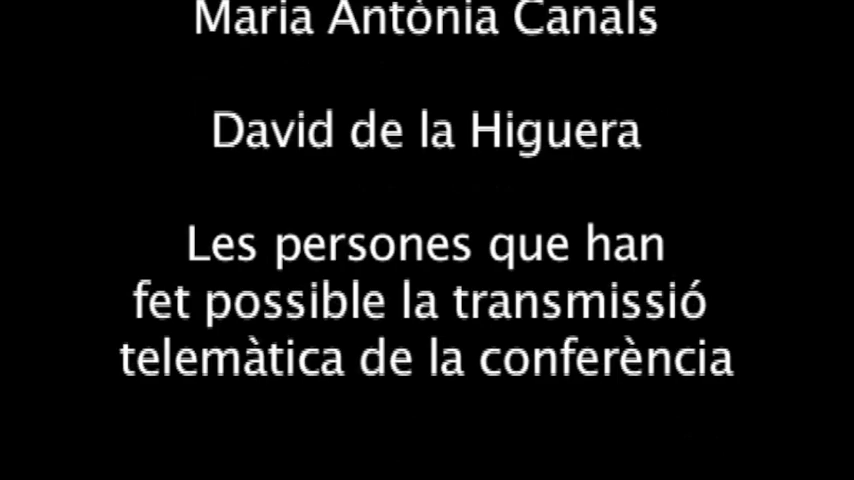 Maria Antònia Canals
David de la Higuera
Les persones que han
fet possible la transmissió
telemàtica de la conferència